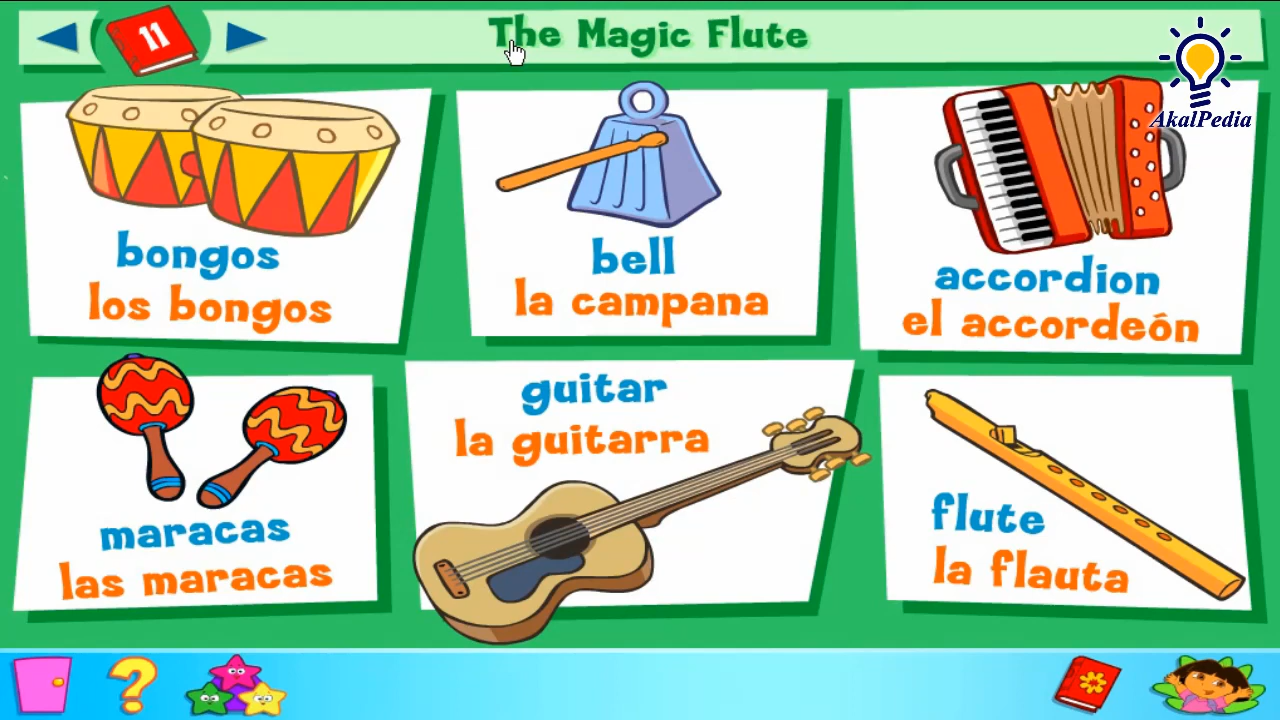 11
The Magic Flute
AkalPedia
bongos
los bongos
bell
la campana
accordion
el accordeón
maracas
las maracas
guitar
la guitarra
flute
la flauta
?